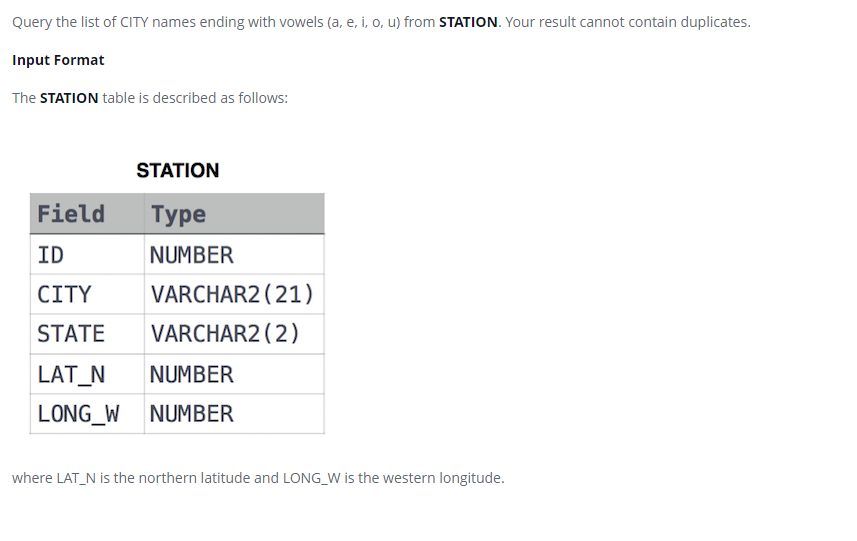 Query the list of CITY names ending with vowels (a, e, i, o, u) from STATION. Your result cannot contain duplicates.
Input Format
The STATION table is described as follows:
STATION
Field Type
ID NUMBER
CITY VARCHAR2(21)
STATE VARCHAR2(2)
LAT_N NUMBER
LONG_W NUMBER
where LAT_N is the northern latitude and LONG_W is the western longitude.